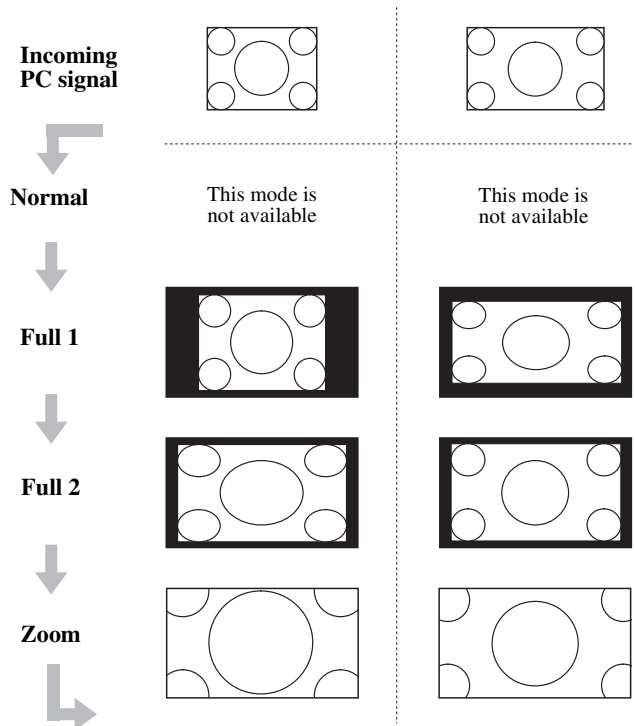 Incoming
PC signal
Normal
This mode is
not available
This mode is
not available
Full 1
Full 2
Zoom